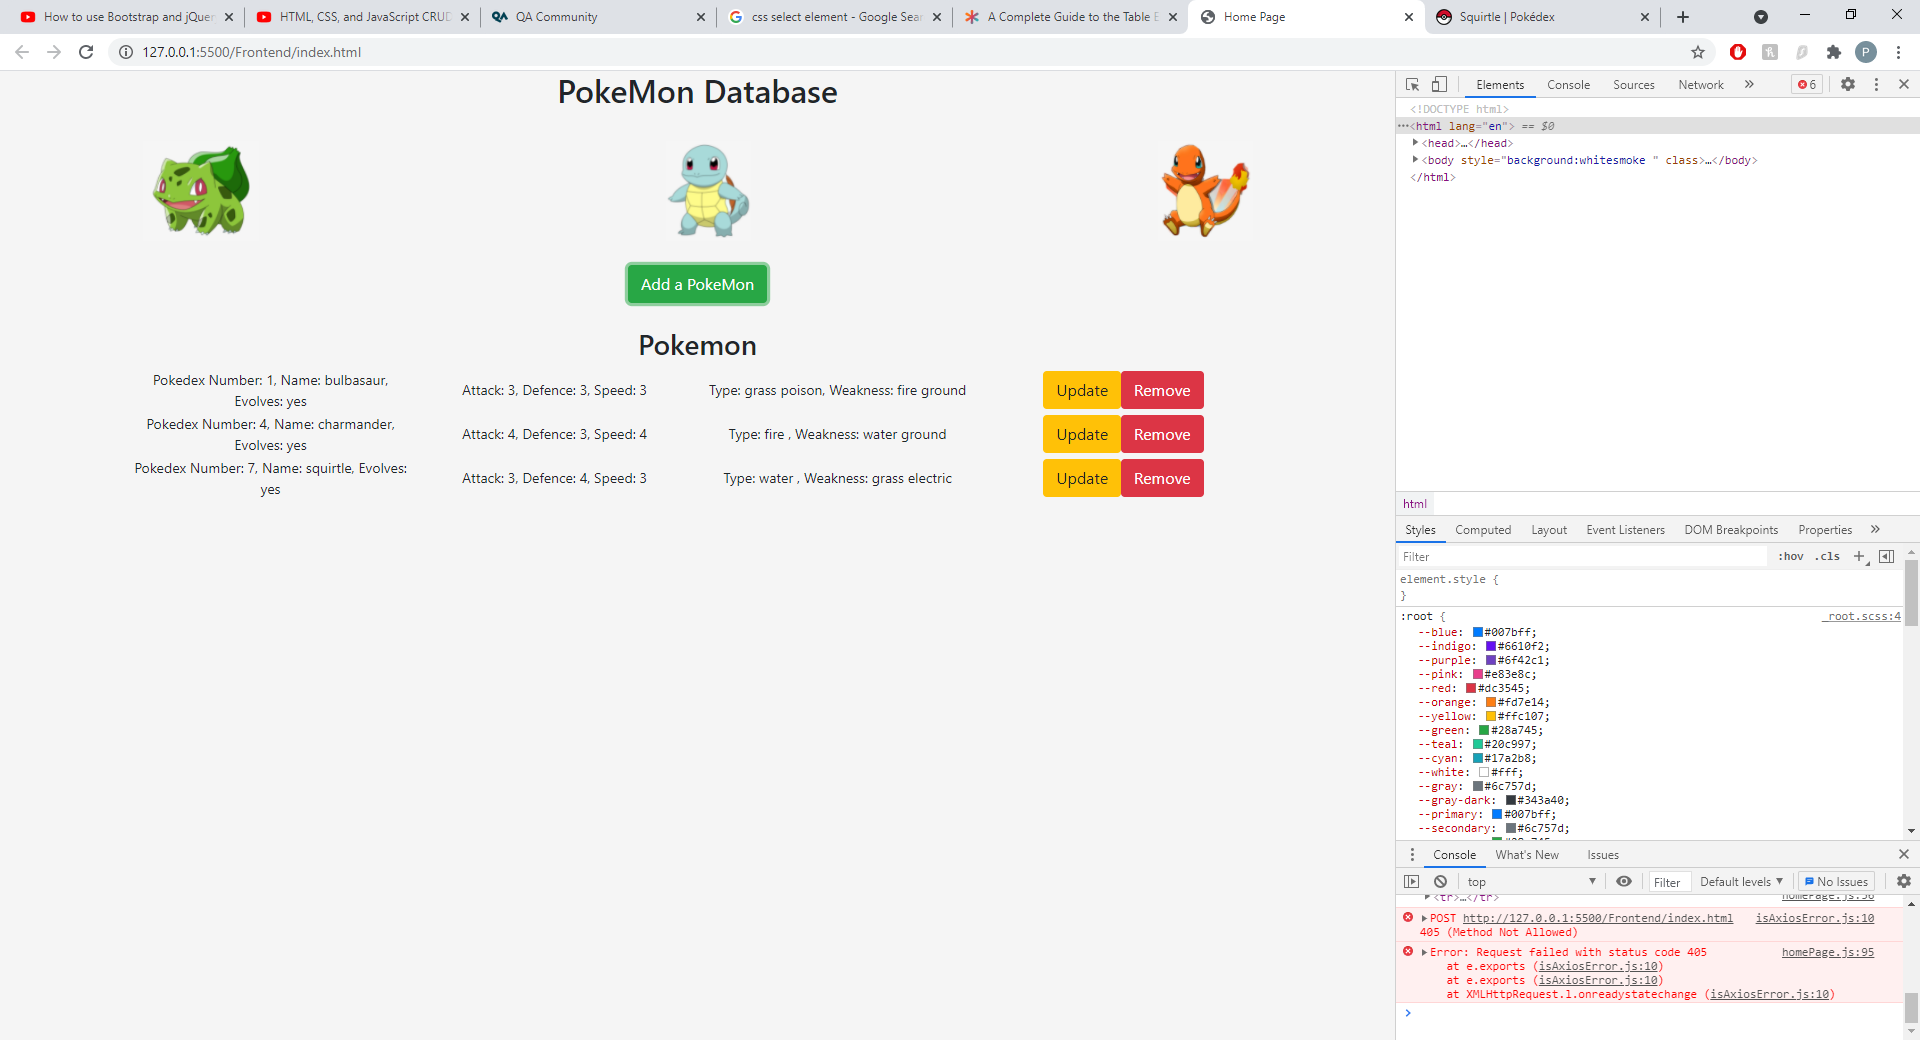 How to use Bootstrap and jQuer
HTML, CSS, and JavaScript CRUD
QA QA Community
css select element - Google Sear
A Complete Guide to the Table E
Home Page
Squirtle | Pokédex
127.0.0.1:5500/Frontend/index.html
P
PokeMon Database
Add a PokeMon
Pokemon
Pokedex Number: 1, Name: bulbasaur,
Evolves: yes
Attack: 3, Defence: 3, Speed: 3
Type: grass poison, Weakness: fire ground
Update Remove
Pokedex Number: 4, Name: charmander,
Evolves: yes
Attack: 4, Defence: 3, Speed: 4
Type: fire , Weakness: water ground
Update Remove
Pokedex Number: 7, Name: squirtle, Evolves:
yes
Attack: 3, Defence: 4, Speed: 3
Type: water , Weakness: grass electric
Update Remove
Elements Console Sources Network » 6
<!DOCTYPE html>
···<html lang="en"> == $0
<head>…</head>
<body style="background:whitesmoke " class>…</body>
</html>
html
Styles Computed Layout Event Listeners DOM Breakpoints Properties »
Filter :hov .cls +
element.style {
}
:root { _root.scss:4
--blue: #007bff;
--indigo: #6610f2;
--purple: #6f42c1;
--pink: #e83e8c;
--red: #dc3545;
--orange: #fd7e14;
--yellow: #ffc107;
--green: #28a745;
--teal: #20c997;
--cyan: #17a2b8;
--white: #fff;
--gray: #6c757d;
--gray-dark: #343a40;
--primary: #007bff;
--secondary: #6c757d;
Console What's New Issues
top Filter Default levels No Issues
<tr>…</tr> homePage.js:56
POST http://127.0.0.1:5500/Frontend/index.html isAxiosError.js:10
405 (Method Not Allowed)
Error: Request failed with status code 405 homePage.js:95
at e.exports (isAxiosError.js:10)
at e.exports (isAxiosError.js:10)
at XMLHttpRequest.l.onreadystatechange (isAxiosError.js:10)